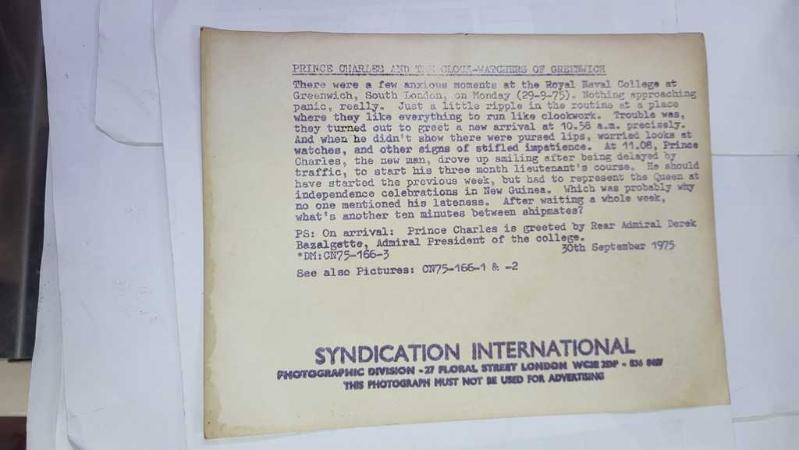 PRINCE CHARLES AND THE CLOCK-WATCHERS OF GREENWICH
There were a few anxious moments at the Royal Naval College at
Greenwich, South London, on Monday (29-9-75). Nothing approaching
panic, really. Just a little ripple in the routine at a place
where they like everything to run like clockwork. Trouble was,
they turned out to greet a new arrival at 10.58 a.m. precisely.
And when he didn't show there were pursed lips, worried looks at
watches, and other signs of stifled impatience. At 11.08, Prince
Charles, the new man, drove up smiling after being delayed by
traffic, to start his three month lieutenant's course. He should
have started the previous week, but had to represent the Queen at
independence celebrations in New Guinea. Which was probably why
no one mentioned his lateness. After waiting a whole week,
what's another ten minutes between shipmates?
PS: On arrival: Prince Charles is greeted by Rear Admiral Derek
Bazalgette, Admiral President of the college.
*DM:CN75-166-3 30th September 1975
See also Pictures: CN75-166-1 & -2
SYNDICATION INTERNATIONAL
PHOTOGRAPHIC DIVISION - 27 FLORAL STREET LONDON WC2E 2DP - 836
THIS PHOTOGRAPH MUST NOT BE USED FOR ADVERTISING